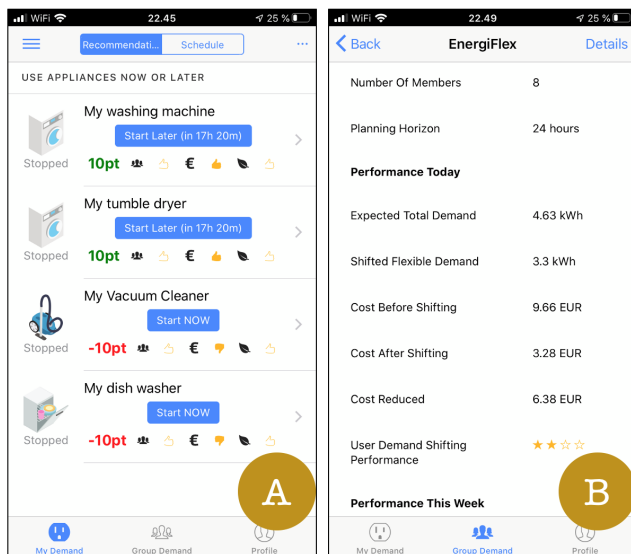 WiFi 22.45 25 %
Recommendati... Schedule ...
USE APPLIANCES NOW OR LATER
My washing machine
Start Later (in 17h 20m)
Stopped 10pt €
My tumble dryer
Start Later (in 17h 20m)
Stopped 10pt €
My Vacuum Cleaner
Start NOW
Stopped -10pt €
My dish washer
Start NOW
Stopped -10pt €
A
My Demand Group Demand Profile
WiFi 22.49 25 %
Back EnergiFlex Details
Number Of Members 8
Planning Horizon 24 hours
Performance Today
Expected Total Demand 4.63 kWh
Shifted Flexible Demand 3.3 kWh
Cost Before Shifting 9.66 EUR
Cost After Shifting 3.28 EUR
Cost Reduced 6.38 EUR
User Demand Shifting
Performance
Performance This Week
B
My Demand Group Demand Profile